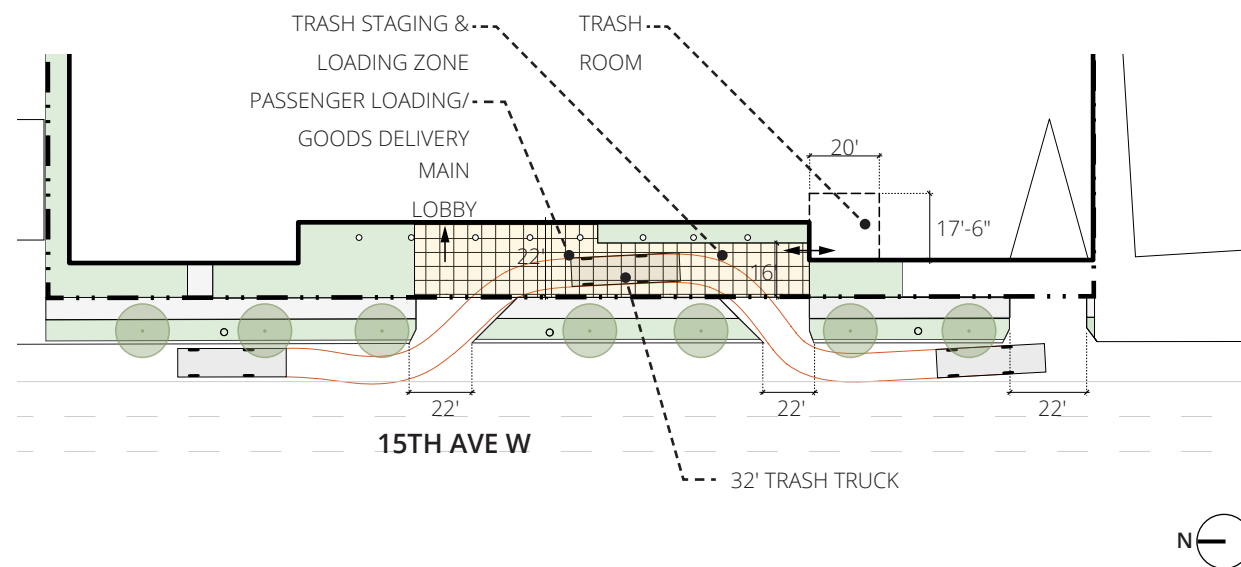 TRASH STAGING &
LOADING ZONE
TRASH
ROOM
PASSENGER LOADING/
GOODS DELIVERY
MAIN
LOBBY
20'
17'-6"
22'
16'
22'
22'
22'
15TH AVE W
32' TRASH TRUCK
N